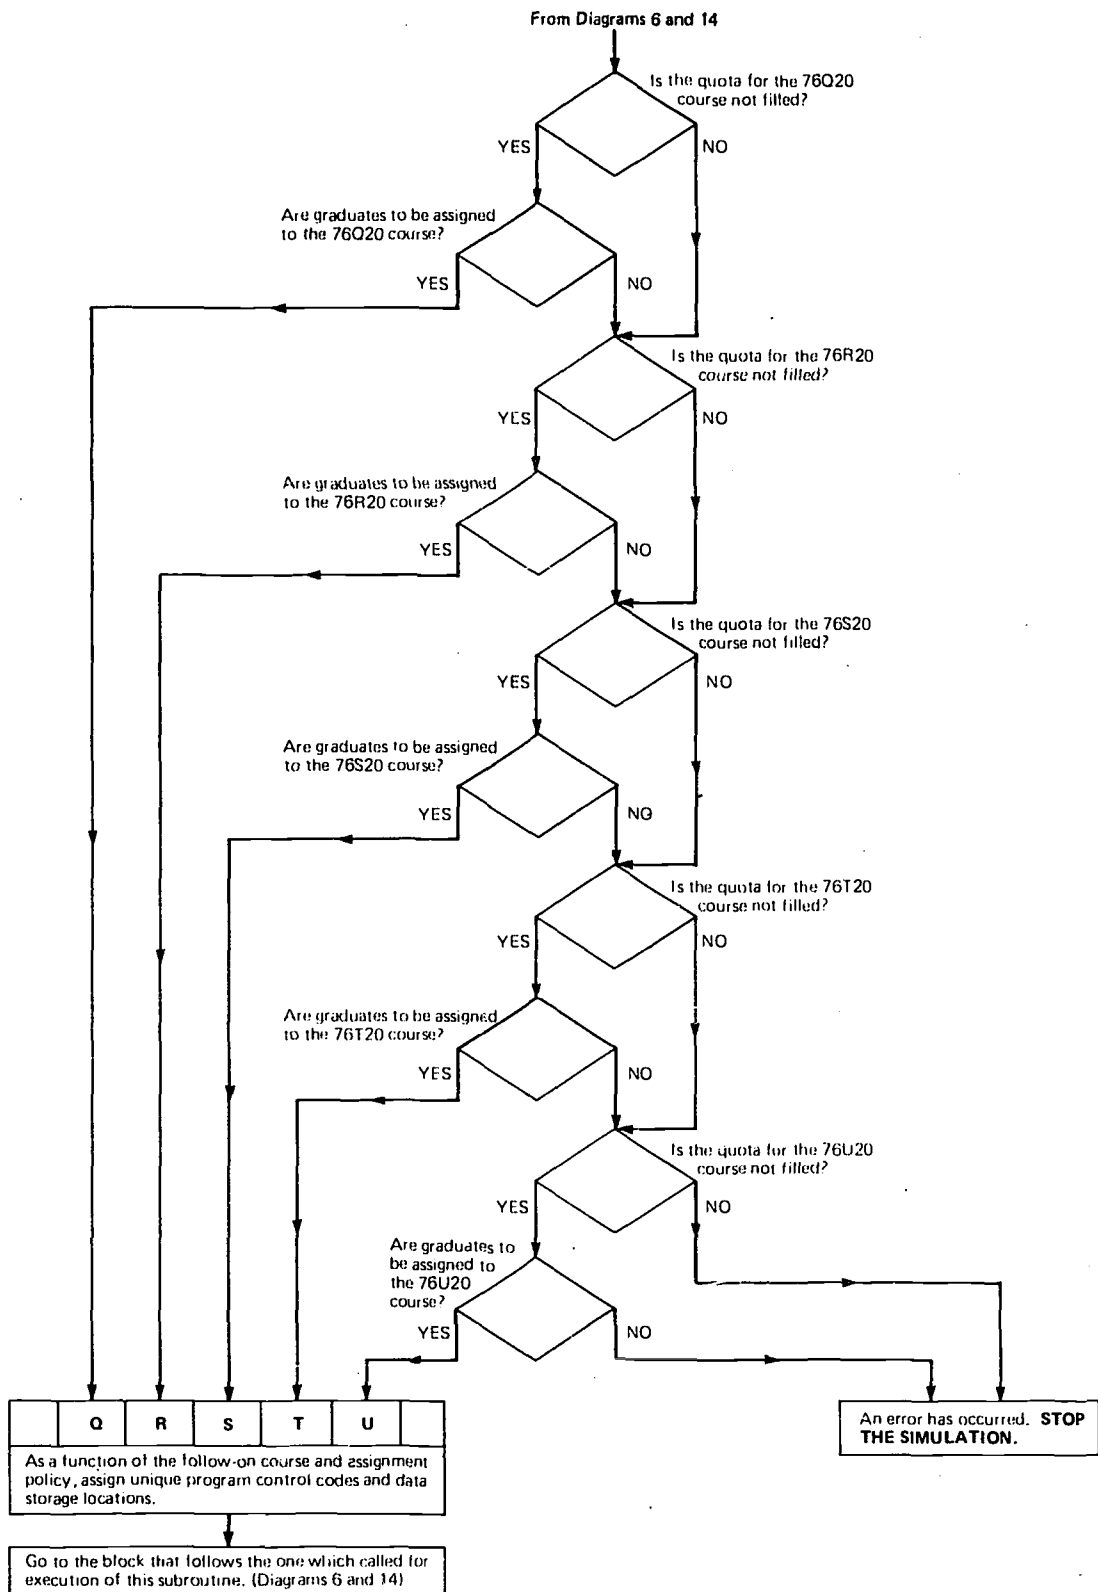 From Diagrams 6 and 14
Is the quota for the 76Q20
course not filled?
YES
NO
Are graduates to be assigned
to the 76Q20 course?
YES
NO
Is the quota for the 76R20
course not filled?
YES
NO
Are graduates to be assigned
to the 76R20 course?
YES
NO
Is the quota for the 76S20
course not filled?
YES
NO
Are graduates to be assigned
to the 76S20 course?
YES
NO
Is the quota for the 76T20
course not filled?
YES
NO
Are graduates to be assigned
to the 76T20 course?
YES
NO
Is the quota for the 76U20
course not filled?
YES
NO
Are graduates to
be assigned to
the 76U20
course?
YES
NO
Q R S T U
As a function of the follow-on course and assignment
policy, assign unique program control codes and data
storage locations.
An error has occurred. STOP
THE SIMULATION.
Go to the block that follows the one which called for
execution of this subroutine. (Diagrams 6 and 14)